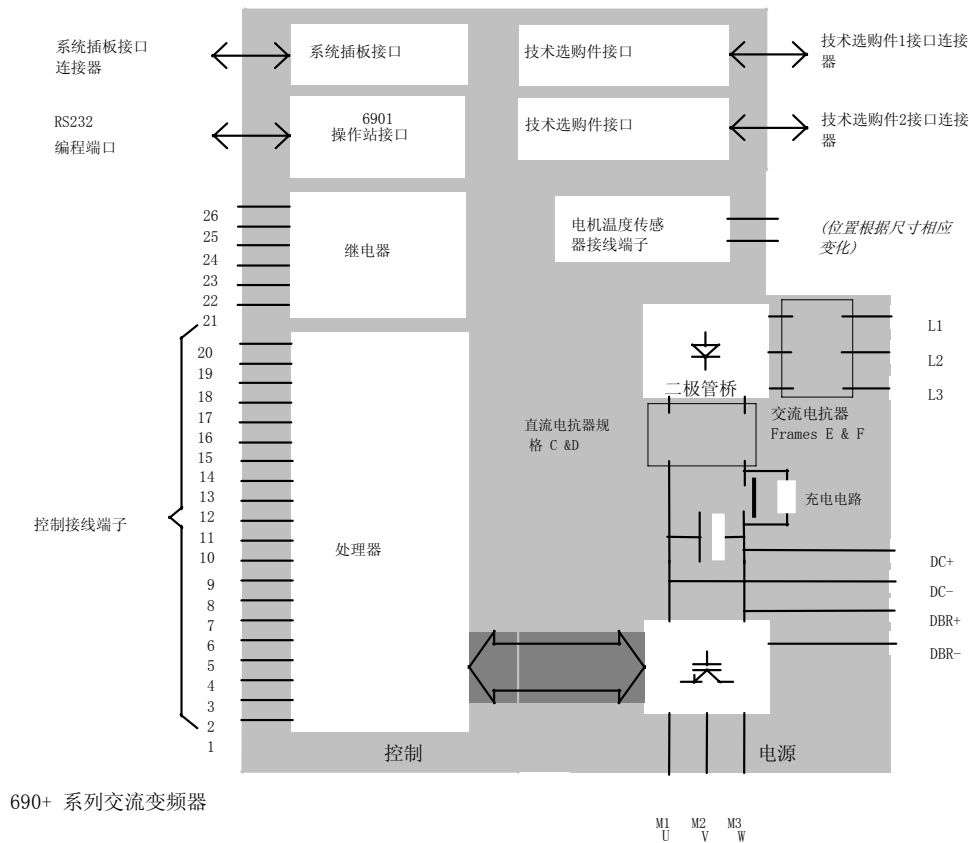 系统插板接口
连接器
系统插板接口
技术选购件接口
技术选购件1接口连接
器
RS232
编程端口
6901
操作站接口
技术选购件接口
技术选购件2接口连接
器
26
25
24
23
22
21
继电器
电机温度传感
器接线端子
(位置根据尺寸相应
变化)
20
19
18
17
16
15
14
13
12
11
10
9
8
7
6
5
4
3
2
1
控制接线端子
处理器
二极管桥
L1
L2
L3
直流电抗器规
格 C &D
交流电抗器
Frames E & F
充电电路
DC+
DC-
DBR+
DBR-
控制
电源
690+ 系列交流变频器
M1 M2 M3
U V W